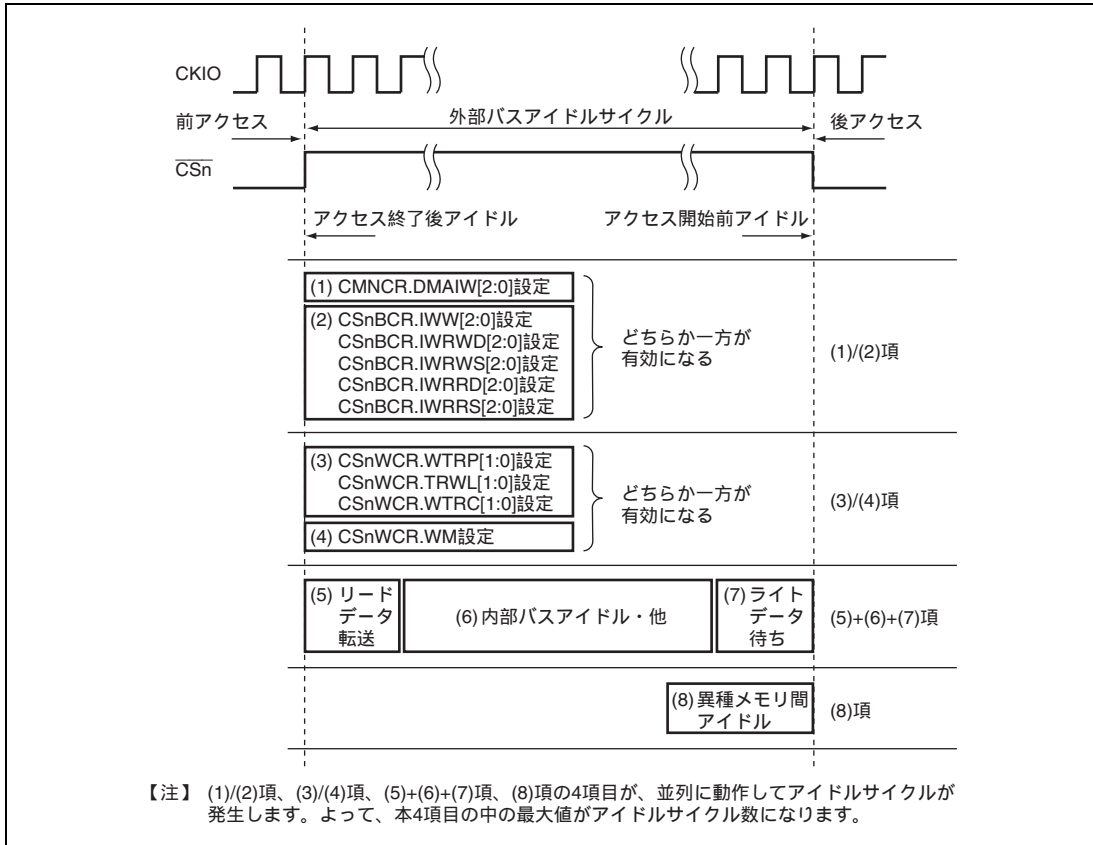 CKIO
前アクセス
外部バスアイドルサイクル
後アクセス
CSn
アクセス終了後アイドル
アクセス開始前アイドル
(1) CMNCR.DMAIW[2:0]設定
(2) CSnBCR.IWW[2:0]設定
CSnBCR.IWRWD[2:0]設定
CSnBCR.IWRWS[2:0]設定
CSnBCR.IWRRD[2:0]設定
CSnBCR.IWRRS[2:0]設定
どちらか一方が
有効になる
(1)/(2)項
(3) CSnWCR.WTRP[1:0]設定
CSnWCR.TRWL[1:0]設定
CSnWCR.WTRC[1:0]設定
(4) CSnWCR.WM設定
どちらか一方が
有効になる
(3)/(4)項
(5) リード
データ
転送
(6) 内部バスアイドル・他
(7) ライト
データ
待ち
(5)+(6)+(7)項
(8) 異種メモリ間
アイドル
(8)項
【注】 (1)/(2)項、(3)/(4)項、(5)+(6)+(7)項、(8)項の4項目が、並列に動作してアイドルサイクルが
発生します。よって、本4項目の中の最大値がアイドルサイクル数になります。